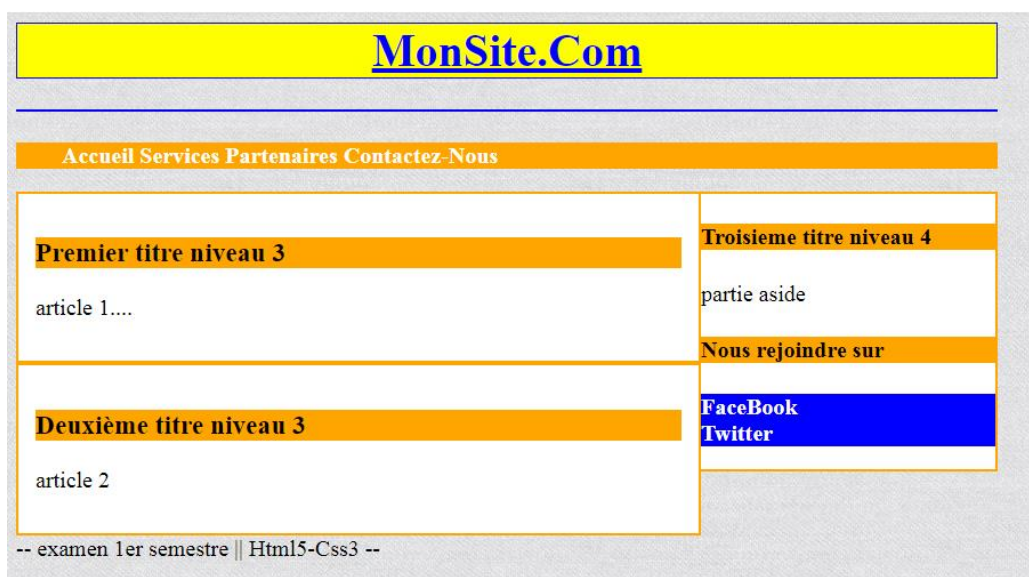 MonSite.Com
Accueil Services Partenaires Contactez-Nous
Premier titre niveau 3
article 1....
Deuxième titre niveau 3
article 2
Troisieme titre niveau 4
partie aside
Nous rejoindre sur
FaceBook
Twitter
-- examen 1er semestre || Html5-Css3 --